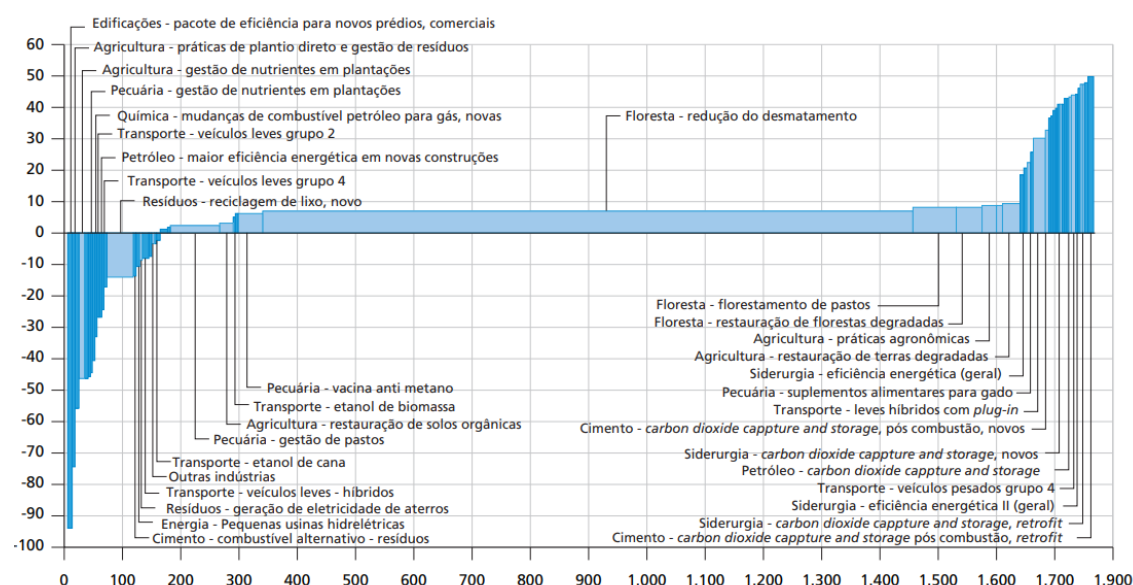 Edificações - pacote de eficiência para novos prédios, comerciais
60
Agricultura - práticas de plantio direto e gestão de resíduos
50
Agricultura - gestão de nutrientes em plantações
Pecuária - gestão de nutrientes em plantações
40
Química - mudanças de combustível petróleo para gás, novas
Floresta - redução do desmatamento
Transporte - veículos leves grupo 2
30
Petróleo - maior eficiência energética em novas construções
20
Transporte - veículos leves grupo 4
10
Resíduos - reciclagem de lixo, novo
0
-10
-20
Floresta - florestamento de pastos
Floresta - restauração de florestas degradadas
-30
Agricultura - práticas agronômicas
-40
Agricultura - restauração de terras degradadas
Siderurgia - eficiência energética (geral)
Pecuária - vacina anti metano
-50
Pecuária - suplementos alimentares para gado
Transporte - etanol de biomassa
Transporte - leves híbridos com plug-in
Agricultura - restauração de solos orgânicas
-60
Cimento - carbon dioxide cappture and storage, pós combustão, novos
Pecuária - gestão de pastos
-70
Siderurgia - carbon dioxide cappture and storage, novos
Transporte - etanol de cana
Petróleo - carbon dioxide cappture and storage
Outras indústrias
-80
Transporte - veículos pesados grupo 4
Transporte - veículos leves - híbridos
Siderurgia - eficiência energética II (geral)
Resíduos - geração de eletricidade de aterros
-90
Siderurgia - carbon dioxide cappture and storage, retrofit
Energia - Pequenas usinas hidrelétricas
Cimento - carbon dioxide cappture and storage pós combustão, retrofit
Cimento - combustível alternativo - resíduos
-100
0 100 200 300 400 500 600 700 800 900 1.000 1.100 1.200 1.300 1.400 1.500 1.600 1.700 1.800 1.900